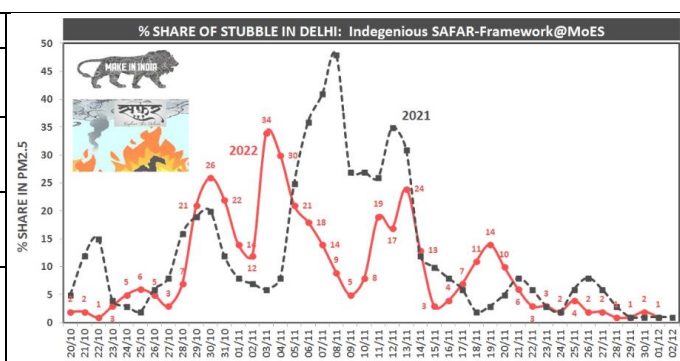 % SHARE OF STUBBLE IN DELHI: Indegenious SAFAR-Framework@MoES
% SHARE IN PM2.5
50
45
40
35
30
25
20
15
10
5
0
MAKE IN INDIA
सफर
2021
2022
2 2 1 3 5 6 5 3 7 21 26 22 14 12 34 30 21 18 14 9 5 8 19 17 24 13 3 4 7 11 14 10 6 3 3 2 4 2 2 1 1 2 1
20/10 21/10 22/10 23/10 24/10 25/10 26/10 27/10 28/10 29/10 30/10 31/10 01/11 02/11 03/11 04/11 05/11 06/11 07/11 08/11 09/11 10/11 11/11 12/11 13/11 14/11 15/11 16/11 17/11 18/11 19/11 20/11 21/11 22/11 23/11 24/11 25/11 26/11 27/11 28/11 29/11 30/11 01/12 02/12